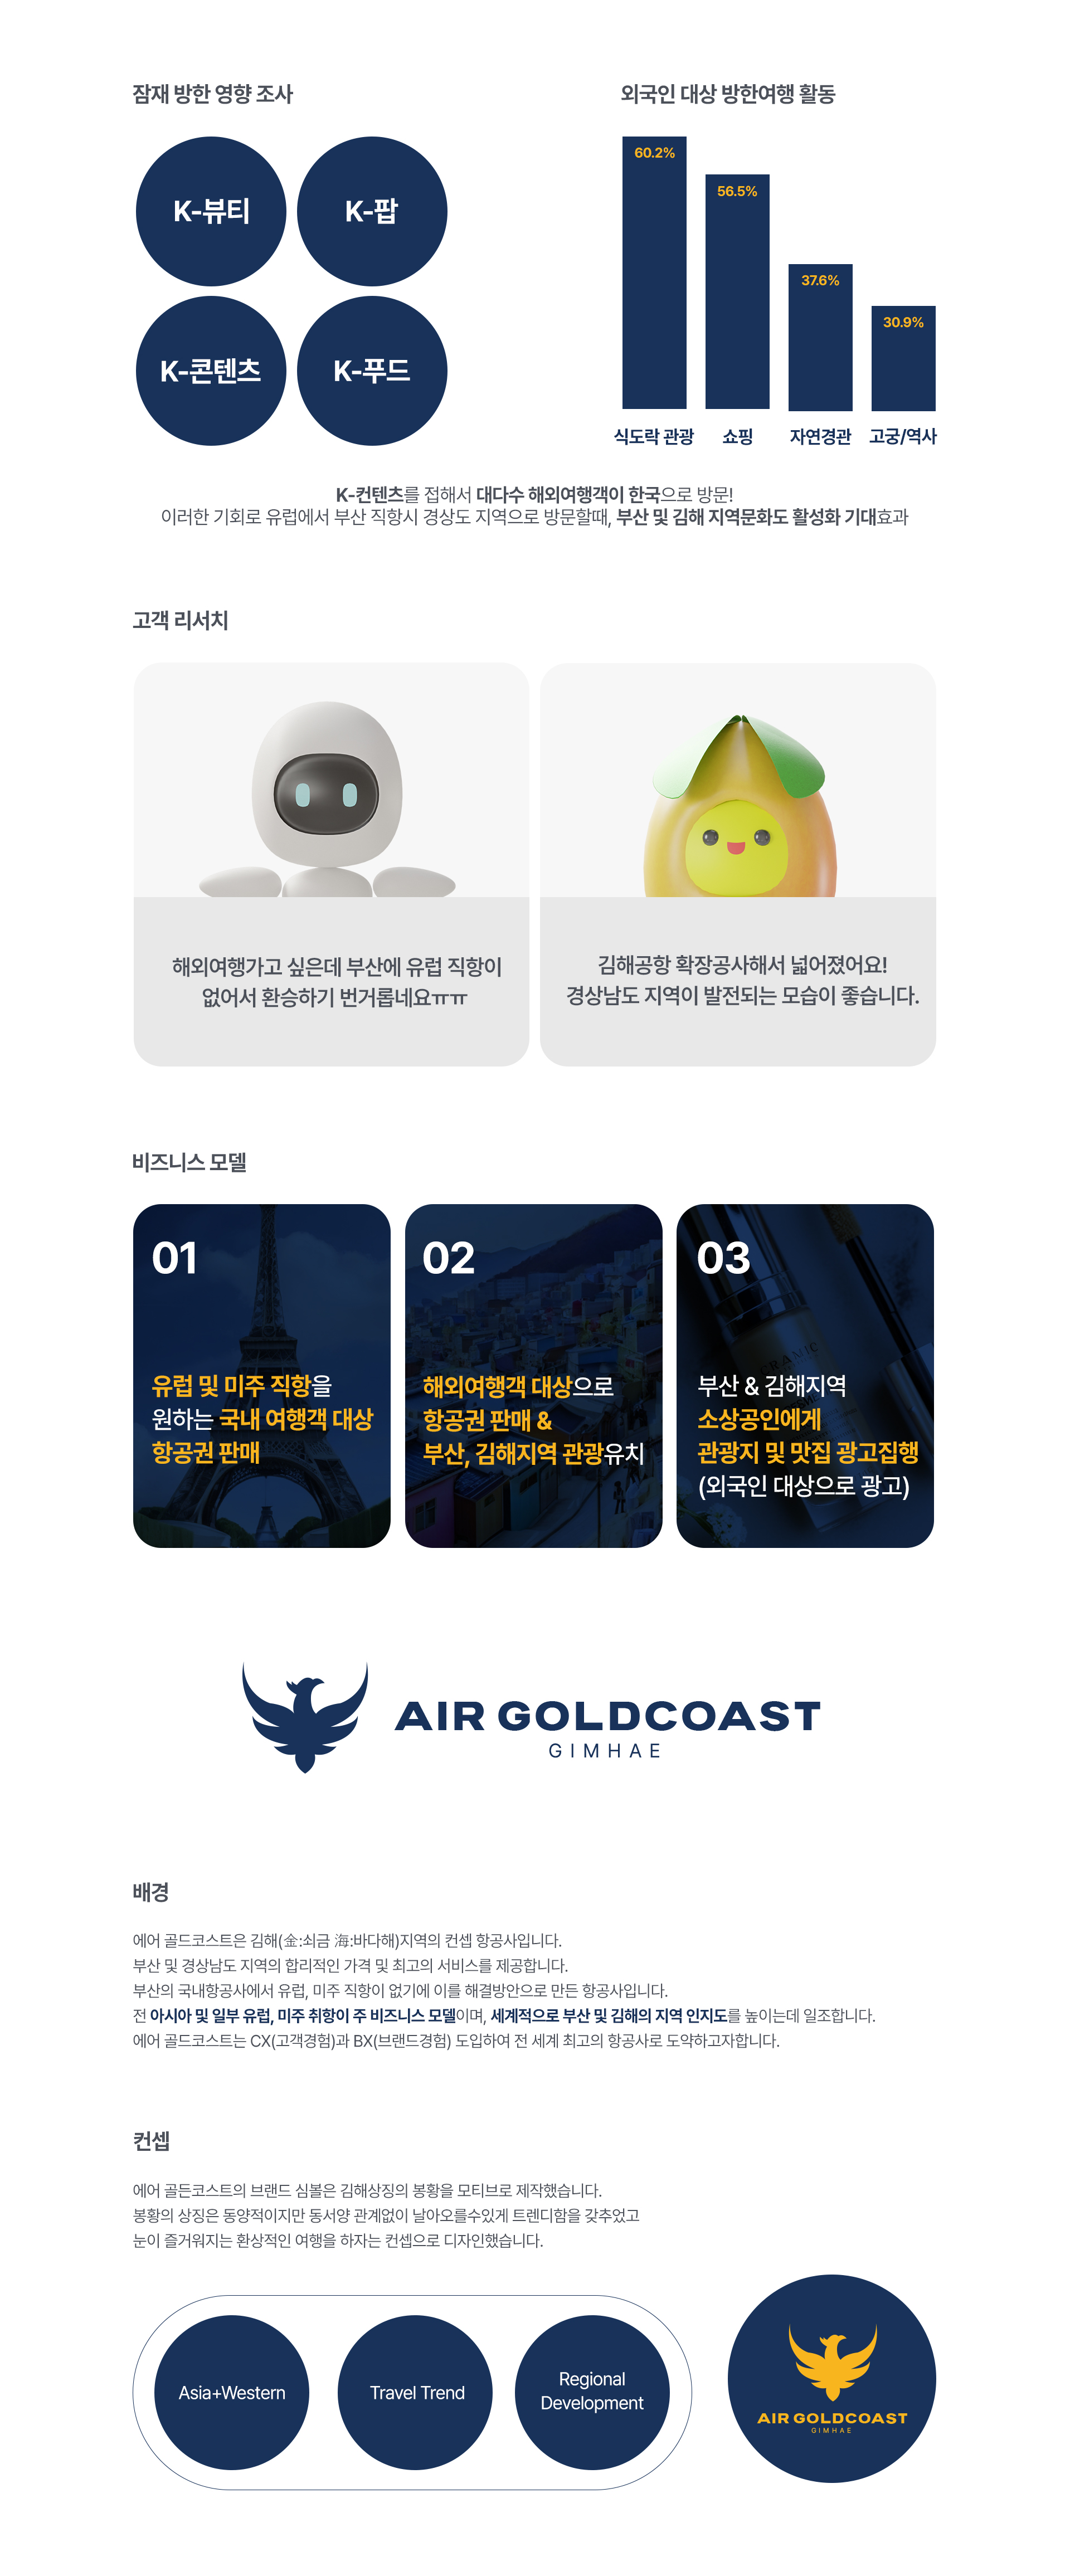 잠재 방한 영향 조사
K-뷰티
K-팝
K-콘텐츠
K-푸드
외국인 대상 방한여행 활동
60.2%
56.5%
37.6%
30.9%
식도락 관광
쇼핑
자연경관
고궁/역사
K-컨텐츠를 접해서 대다수 해외여행객이 한국으로 방문!
이러한 기회로 유럽에서 부산 직항시 경상도 지역으로 방문할때, 부산 및 김해 지역문화도 활성화 기대효과
고객 리서치
해외여행가고 싶은데 부산에 유럽 직항이
없어서 환승하기 번거롭네요ㅠㅠ
김해공항 확장공사해서 넓어졌어요!
경상남도 지역이 발전되는 모습이 좋습니다.
비즈니스 모델
01
유럽 및 미주 직항을
원하는 국내 여행객 대상
항공권 판매
02
해외여행객 대상으로
항공권 판매 &
부산, 김해지역 관광유치
03
부산 & 김해지역
소상공인에게
관광지 및 맛집 광고집행
(외국인 대상으로 광고)
AIR GOLDCOAST
GIMHAE
배경
에어 골드코스트은 김해(金:쇠금 海:바다해)지역의 컨셉 항공사입니다.
부산 및 경상남도 지역의 합리적인 가격 및 최고의 서비스를 제공합니다.
부산의 국내항공사에서 유럽, 미주 직항이 없기에 이를 해결방안으로 만든 항공사입니다.
전 아시아 및 일부 유럽, 미주 취항이 주 비즈니스 모델이며, 세계적으로 부산 및 김해의 지역 인지도를 높이는데 일조합니다.
에어 골드코스트는 CX(고객경험)과 BX(브랜드경험) 도입하여 전 세계 최고의 항공사로 도약하고자합니다.
컨셉
에어 골든코스트의 브랜드 심볼은 김해상징의 봉황을 모티브로 제작했습니다.
봉황의 상징은 동양적이지만 동서양 관계없이 날아오를수있게 트렌디함을 갖추었고
눈이 즐거워지는 환상적인 여행을 하자는 컨셉으로 디자인했습니다.
Asia+Western
Travel Trend
Regional
Development
AIR GOLDCOAST
GIMHAE